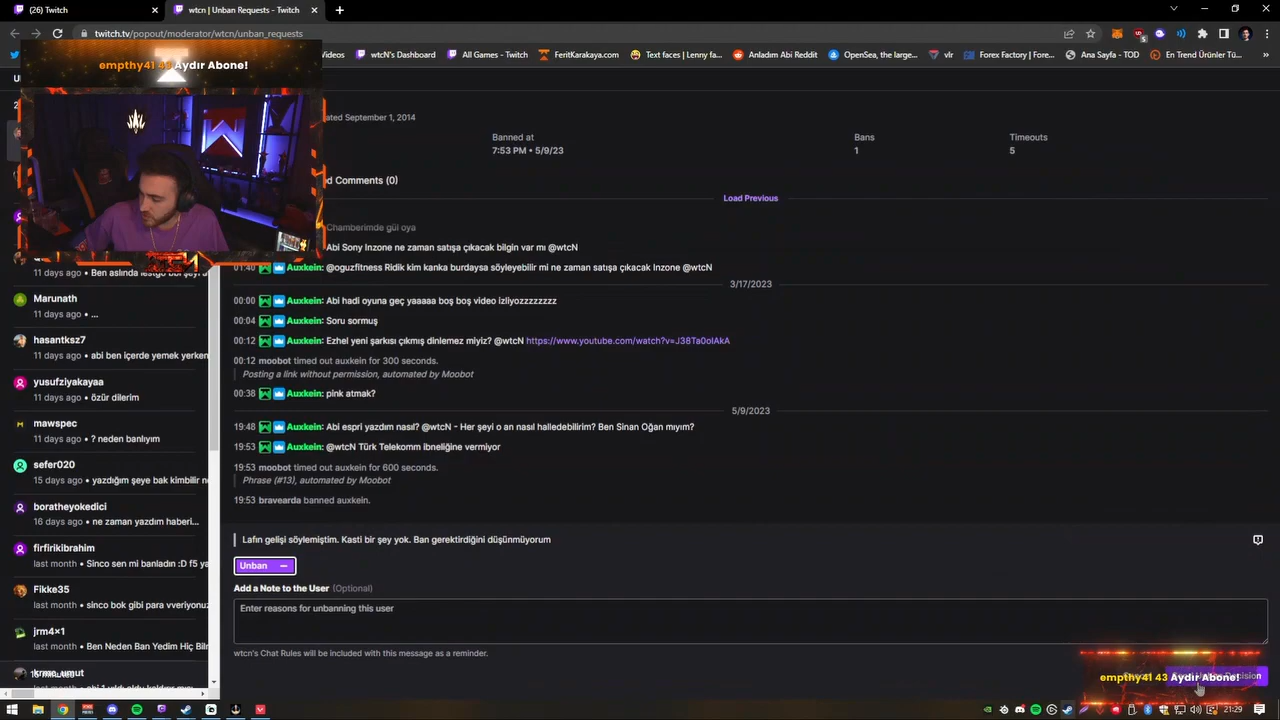 (26) Twitch
wtcn | Unban Requests - Twitch
twitch.tv/popout/moderator/wtcn/unban_requests
Videos
wtcN's Dashboard
All Games - Twitch
FeritKarakaya.com
Text faces | Lenny fa...
Anladım Abi Reddit
OpenSea, the large...
vlr
Forex Factory | Fore...
Ana Sayfa - TOD
En Trend Ürünler Tü...
empthy41 43 Aydır Abone!
ated September 1, 2014
Banned at
7:53 PM • 5/9/23
Bans
1
Timeouts
5
d Comments (0)
Load Previous
Chamberimde gül oya
Abi Sony Inzone ne zaman satışa çıkacak bilgin var mı @wtcN
01:40 Auxkein: @oguzfitness Ridik kim kanka burdaysa söyleyebilir mi ne zaman satışa çıkacak Inzone @wtcN
3/17/2023
00:00 Auxkein: Abi hadi oyuna geç yaaaaa boş boş video izliyozzzzzzz
00:04 Auxkein: Soru sormuş
00:12 Auxkein: Ezhel yeni şarkısı çıkmış dinlemez miyiz? @wtcN https://www.youtube.com/watch?v=J38Ta0oIAkA
00:12 moobot timed out auxkein for 300 seconds.
Posting a link without permission, automated by Moobot
00:38 Auxkein: pink atmak?
5/9/2023
19:48 Auxkein: Abi espri yazdım nasıl? @wtcN - Her şeyi o an nasıl halledebilirim? Ben Sinan Oğan mıyım?
19:53 Auxkein: @wtcN Türk Telekomm ibneliğine vermiyor
19:53 moobot timed out auxkein for 600 seconds.
Phrase (#13), automated by Moobot
19:53 bravearda banned auxkein.
11 days ago • Ben aslında
Marunath
11 days ago • ...
hasantksz7
11 days ago • abi ben içerde yemek yerken
yusufziyakayaa
11 days ago • özür dilerim
mawspec
11 days ago • ? neden banlıyım
sefer020
15 days ago • yazdığım şeye bak kimbilir ne
boratheyokedici
16 days ago • ne zaman yazdım haberi...
firfirikibrahim
last month • Sinco sen mi banladın :D f5 ya
Fikke35
last month • sinco bok gibi para vveriyonuz
jrm4x1
last month • Ben Neden Ban Yedim Hiç Bilr
krmo_umut
Lafın gelişi söylemiştim. Kasti bir şey yok. Ban gerektirdiğini düşünmüyorum
Unban
Add a Note to the User (Optional)
Enter reasons for unbanning this user
wtcn's Chat Rules will be included with this message as a reminder.
empthy41 43 Aydır Abone!
21:29